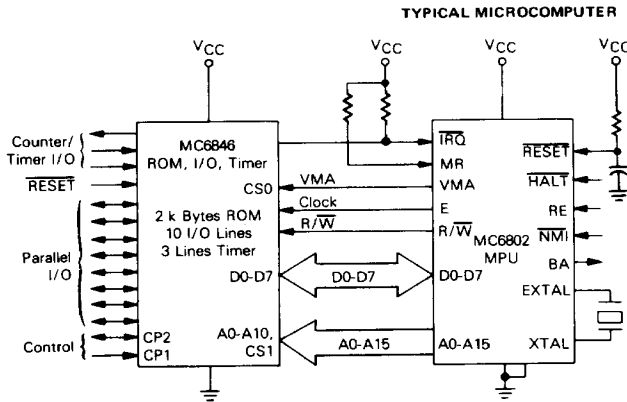 TYPICAL MICROCOMPUTER
VCC
VCC
VCC
VCC
Counter/
Timer I/O
RESET
Parallel
I/O
Control
MC6846
ROM, I/O, Timer
CS0
2 k Bytes ROM
10 I/O Lines
3 Lines Timer
D0-D7
A0-A10,
CS1
CP2
CP1
VMA
Clock
R/W
D0-D7
A0-A15
IRQ
MR
VMA
E
R/W
MC6802
MPU
D0-D7
A0-A15
RESET
HALT
RE
NMI
BA
EXTAL
XTAL